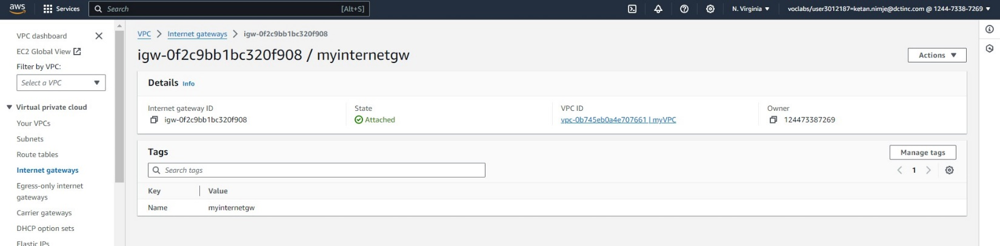 aws Services Search [Alt+S] N. Virginia voclabs/user3012187=ketan.nimje@dctinc.com @ 1244-7338-7269
VPC dashboard
EC2 Global View
Filter by VPC:
Select a VPC
Virtual private cloud
Your VPCs
Subnets
Route tables
Internet gateways
Egress-only internet
gateways
Carrier gateways
DHCP option sets
Elastic IPs
VPC > Internet gateways > igw-0f2c9bb1bc320f908
igw-0f2c9bb1bc320f908 / myinternetgw
Actions
Details Info
Internet gateway ID
igw-0f2c9bb1bc320f908
State
Attached
VPC ID
vpc-0b745eb0a4e707661 | myVPC
Owner
124473387269
Tags
Manage tags
Search tags
1
Key Value
Name myinternetgw